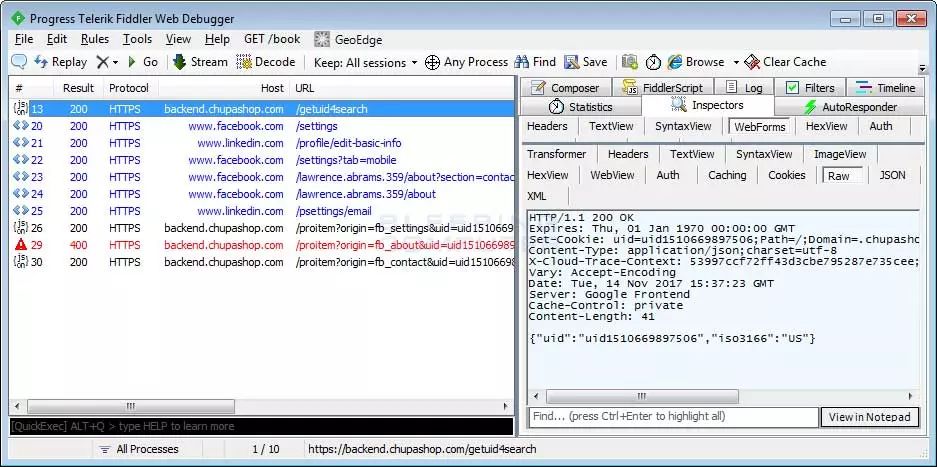 Progress Telerik Fiddler Web Debugger
File Edit Rules Tools View Help GET /book GeoEdge
Replay Go Stream Decode Keep: All sessions Any Process Find Save Browse Clear Cache
# Result Protocol Host URL
13 200 HTTPS backend.chupashop.com /getuid4search
20 200 HTTPS www.facebook.com /settings
21 200 HTTPS www.linkedin.com /profile/edit-basic-info
22 200 HTTPS www.facebook.com /settings?tab=mobile
23 200 HTTPS www.facebook.com /lawrence.abrams.359/about?section=contac
24 200 HTTPS www.facebook.com /lawrence.abrams.359/about
25 200 HTTPS www.linkedin.com /psettings/email
26 200 HTTPS backend.chupashop.com /proitem?origin=fb_settings&uid=uid1510669
29 400 HTTPS backend.chupashop.com /proitem?origin=fb_about&uid=uid151066989
30 200 HTTPS backend.chupashop.com /proitem?origin=fb_contact&uid=uid1510669
Composer FiddlerScript Log Filters Timeline
Statistics Inspectors AutoResponder
Headers TextView SyntaxView WebForms HexView Auth
Transformer Headers TextView SyntaxView ImageView
HexView WebView Auth Caching Cookies Raw JSON
XML
HTTP/1.1 200 OK
Expires: Thu, 01 Jan 1970 00:00:00 GMT
Set-Cookie: uid=uid1510669897506;Path=/;Domain=.chupasho
Content-Type: application/json;charset=utf-8
X-Cloud-Trace-Context: 53997ccf72ff43d3cbe795287e735cee;
Vary: Accept-Encoding
Date: Tue, 14 Nov 2017 15:37:23 GMT
Server: Google Frontend
Cache-Control: private
Content-Length: 41
{"uid":"uid1510669897506","iso3166":"US"}
Find... (press Ctrl+Enter to highlight all) View in Notepad
[QuickExec] ALT+Q > type HELP to learn more
All Processes 1 / 10 https://backend.chupashop.com/getuid4search